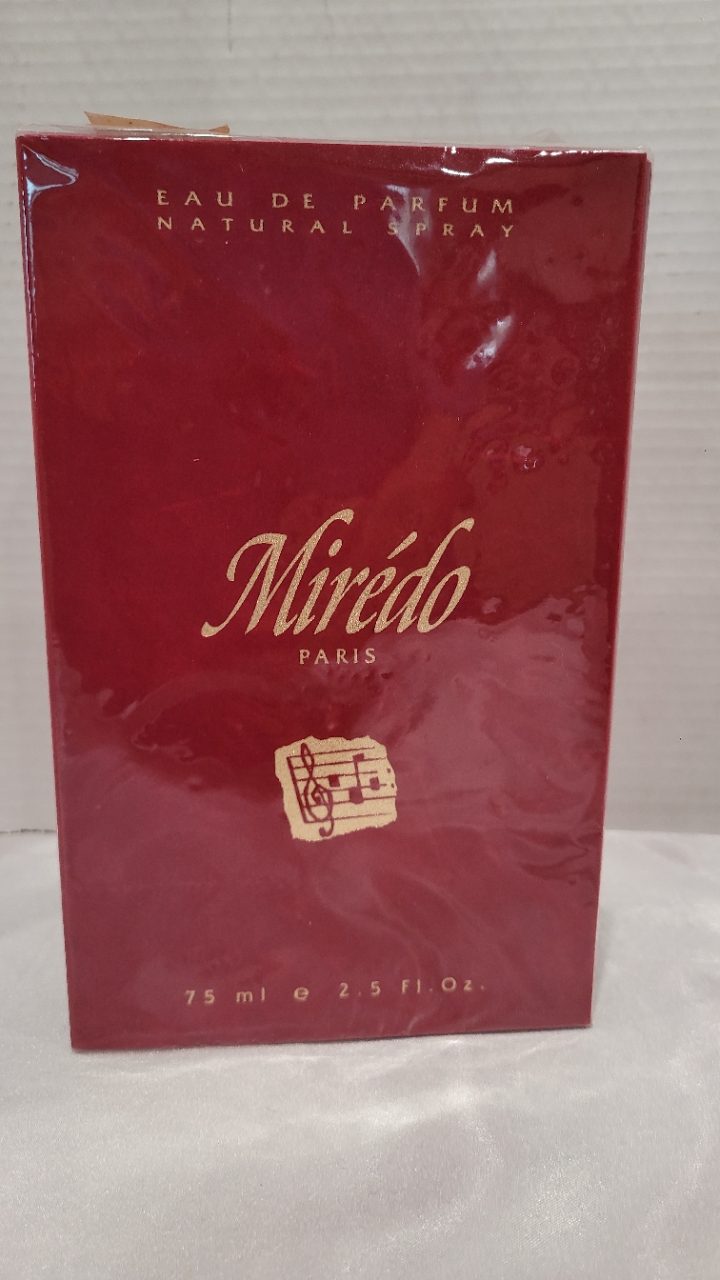 EAU DE PARFUM
NATURAL SPRAY
Mirédo
PARIS
75 ml e 2.5 Fl.Oz.